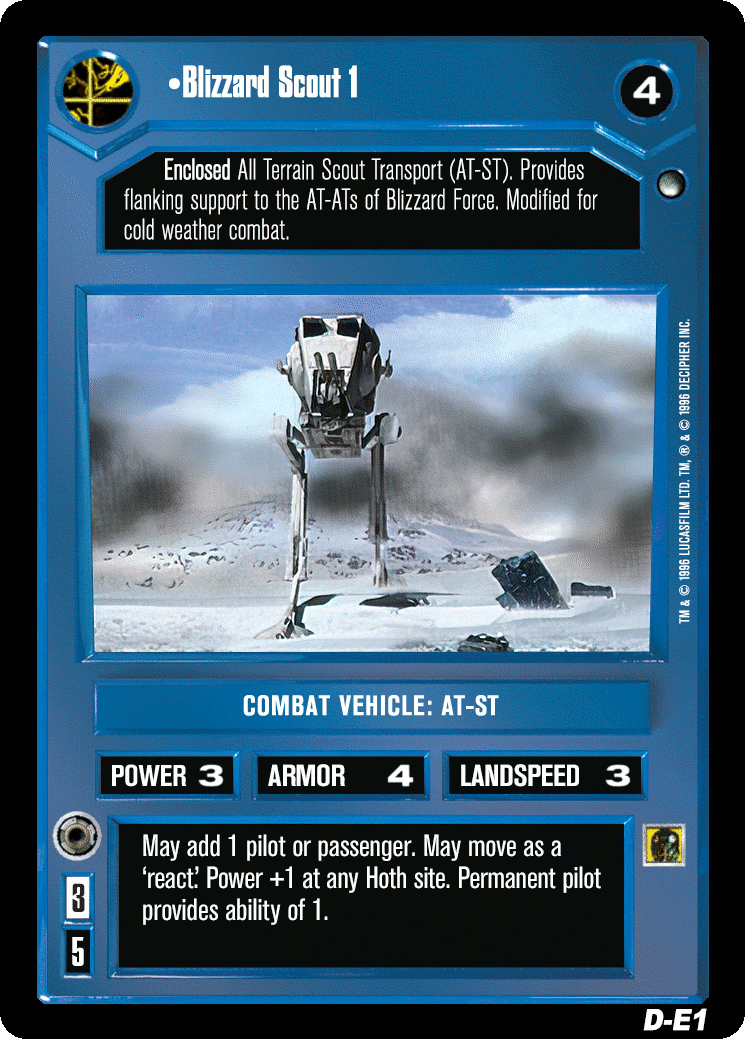 •Blizzard Scout 1
4
Enclosed All Terrain Scout Transport (AT-ST). Provides
flanking support to the AT-ATs of Blizzard Force. Modified for
cold weather combat.
TM & © 1996 LUCASFILM LTD. TM, ® & © 1996 DECIPHER INC.
COMBAT VEHICLE: AT-ST
POWER 3 ARMOR 4 LANDSPEED 3
May add 1 pilot or passenger. May move as a
‘react.’ Power +1 at any Hoth site. Permanent pilot
provides ability of 1.
3
5
D-E1